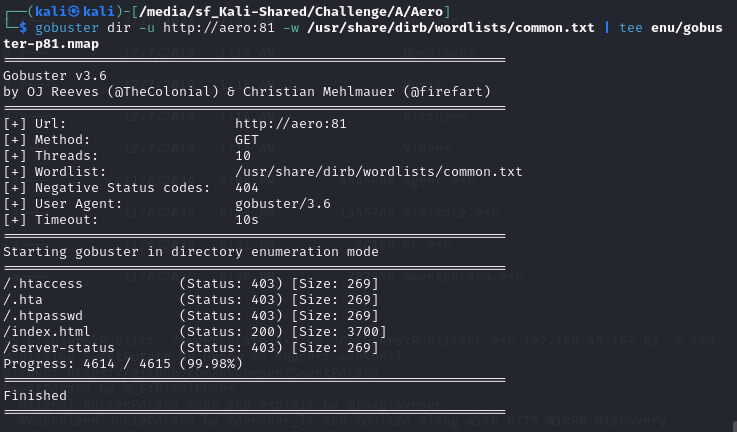 ┌──(kali㉿kali)-[/media/sf_Kali-Shared/Challenge/A/Aero]
└─$ gobuster dir -u http://aero:81 -w /usr/share/dirb/wordlists/common.txt | tee enu/gobus
ter-p81.nmap
===============================================================
Gobuster v3.6
by OJ Reeves (@TheColonial) & Christian Mehlmauer (@firefart)
===============================================================
[+] Url: http://aero:81
[+] Method: GET
[+] Threads: 10
[+] Wordlist: /usr/share/dirb/wordlists/common.txt
[+] Negative Status codes: 404
[+] User Agent: gobuster/3.6
[+] Timeout: 10s
===============================================================
Starting gobuster in directory enumeration mode
===============================================================
/.htaccess (Status: 403) [Size: 269]
/.hta (Status: 403) [Size: 269]
/.htpasswd (Status: 403) [Size: 269]
/index.html (Status: 200) [Size: 3700]
/server-status (Status: 403) [Size: 269]
Progress: 4614 / 4615 (99.98%)
===============================================================
Finished
===============================================================